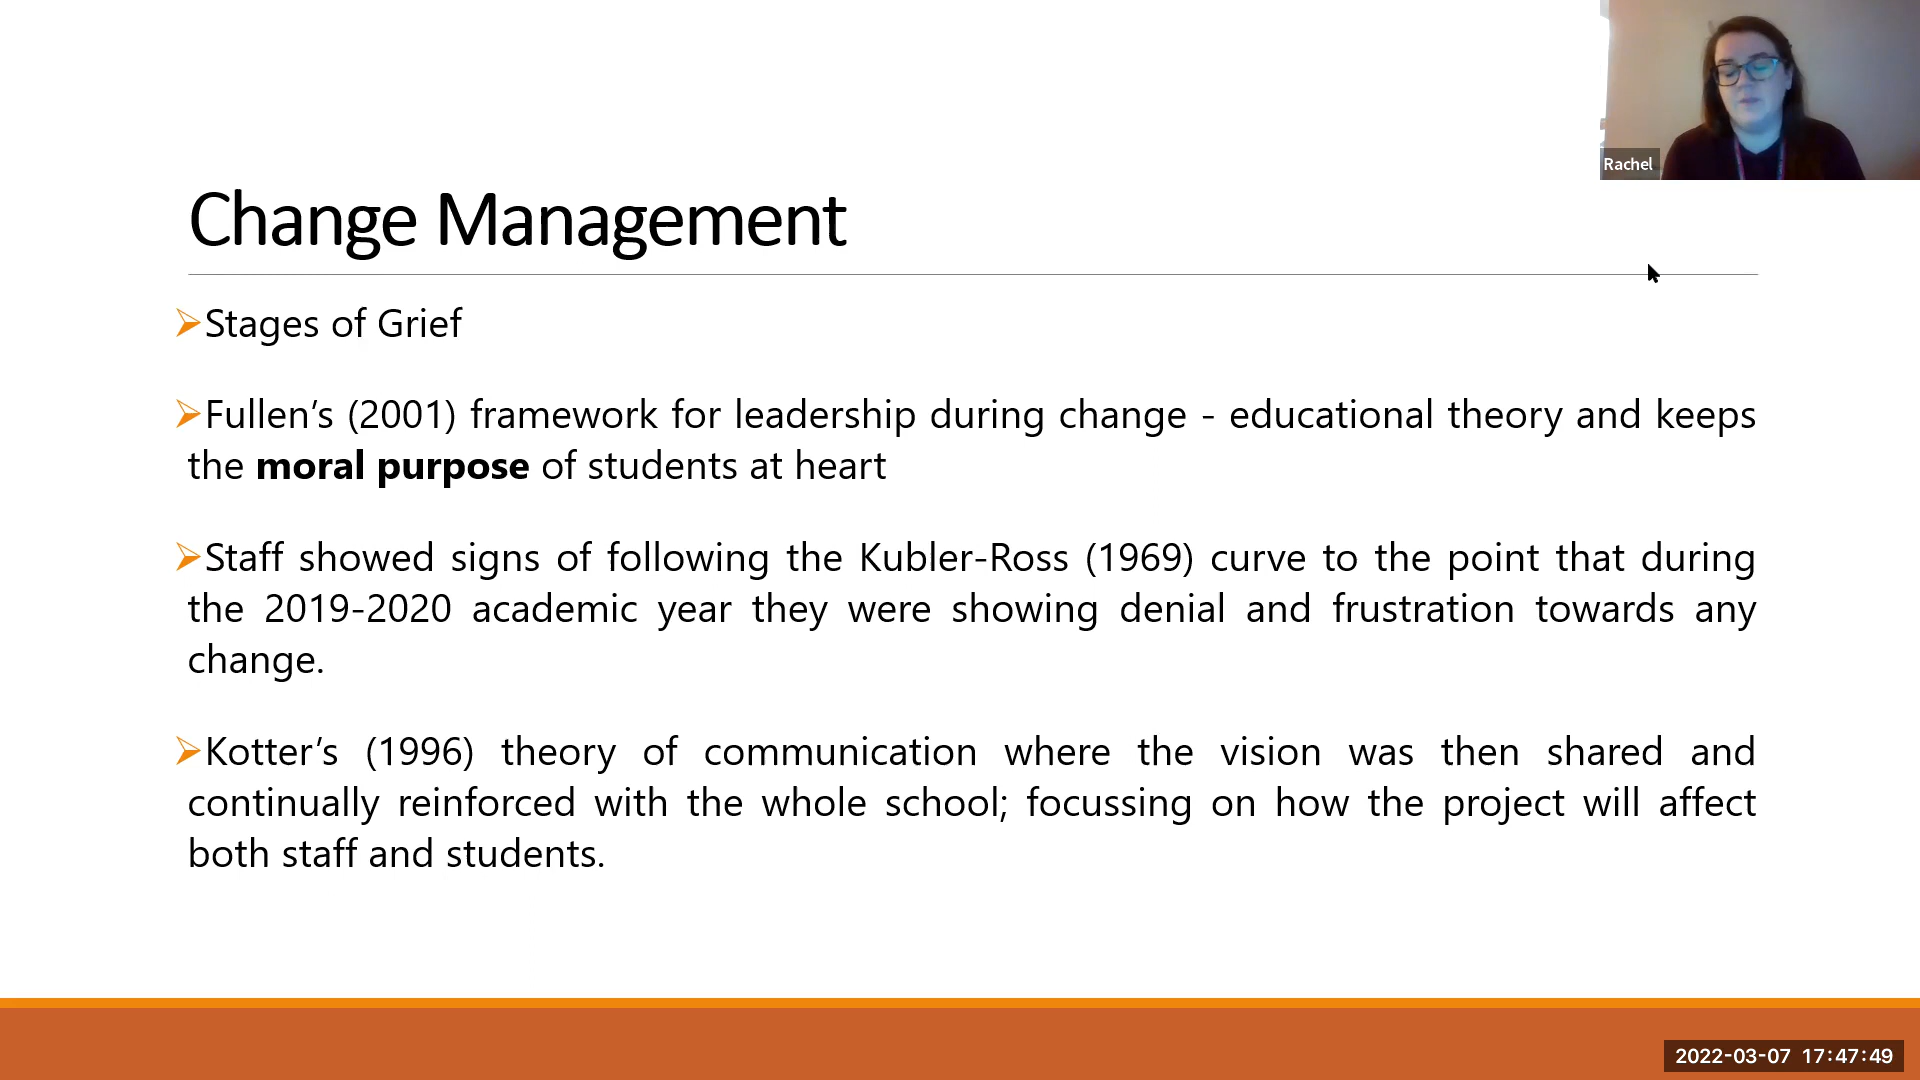 Rachel
Change Management
➢Stages of Grief
➢Fullen’s (2001) framework for leadership during change - educational theory and keeps
the moral purpose of students at heart
➢Staff showed signs of following the Kubler-Ross (1969) curve to the point that during
the 2019-2020 academic year they were showing denial and frustration towards any
change.
➢Kotter’s (1996) theory of communication where the vision was then shared and
continually reinforced with the whole school; focussing on how the project will affect
both staff and students.
2022-03-07 17:47:49